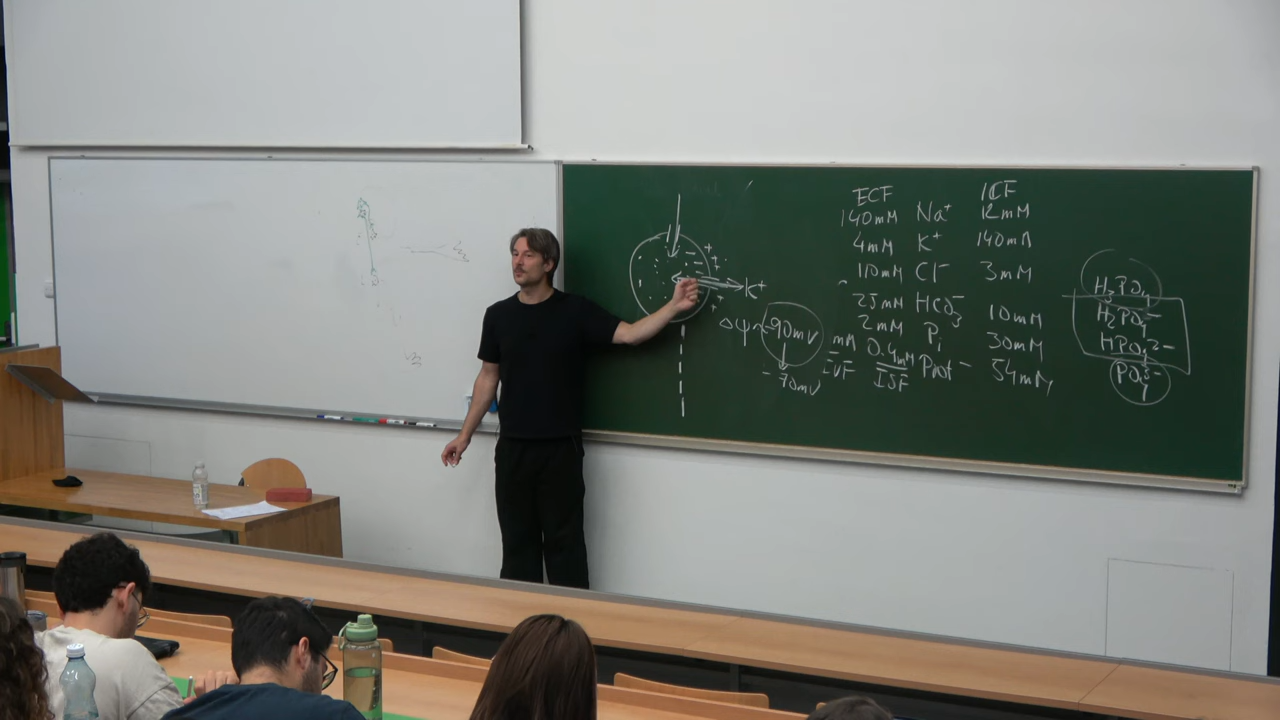 K⁺
Δψ ~ -90mV
- 70mV
ECF ICF
140mM Na⁺ 12mM
4mM K⁺ 140mM
110mM Cl⁻ 3mM
25mM HCO₃⁻ 10mM
2mM Pᵢ 30mM
mM 0.4mM Prot⁻ 54mM
IVF ISF
H₃PO₄
H₂PO₄⁻
HPO₄²⁻
PO₄³⁻